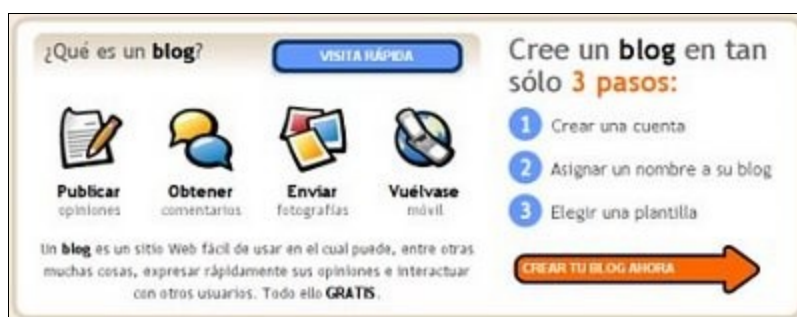 ¿Qué es un blog?
VISITA RÁPIDA
Publicar
opiniones
Obtener
comentarios
Enviar
fotografías
Vuélvase
móvil
Un blog es un sitio Web fácil de usar en el cual puede, entre otras
muchas cosas, expresar rápidamente sus opiniones e interactuar
con otros usuarios. Todo ello GRATIS.
Cree un blog en tan
sólo 3 pasos:
1 Crear una cuenta
2 Asignar un nombre a su blog
3 Elegir una plantilla
CREAR TU BLOG AHORA